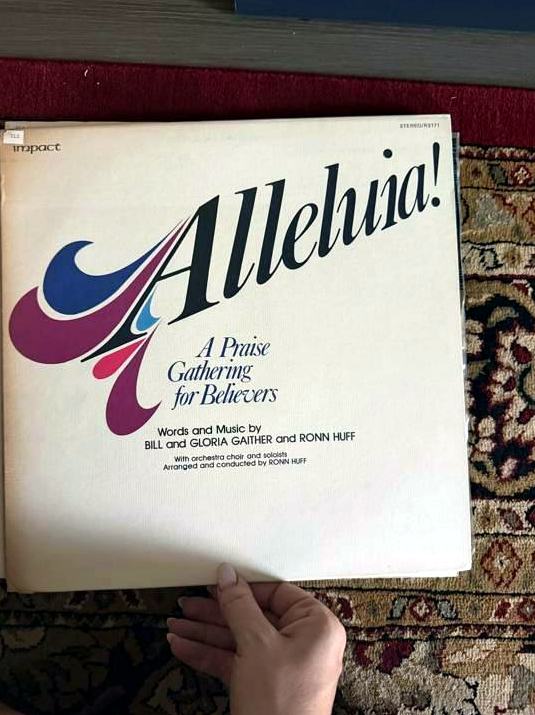 STEREO/R3171
impact
Alleluia!
A Praise
Gathering
for Believers
Words and Music by
BILL and GLORIA GAITHER and RONN HUFF
With orchestra choir and soloists
Arranged and conducted by RONN HUFF